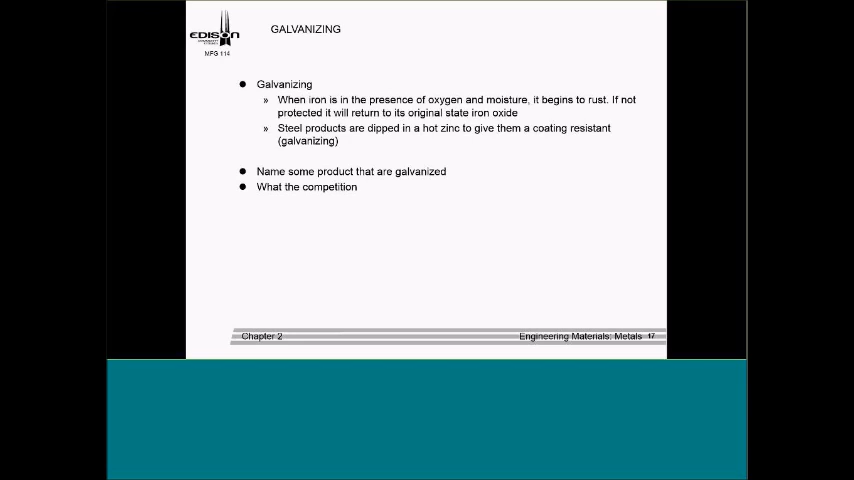 EDISON
GALVANIZING
MFG 114
Galvanizing
» When iron is in the presence of oxygen and moisture, it begins to rust. If not
protected it will return to its original state iron oxide
» Steel products are dipped in a hot zinc to give them a coating resistant
(galvanizing)
Name some product that are galvanized
What the competition
Chapter 2
Engineering Materials: Metals 17